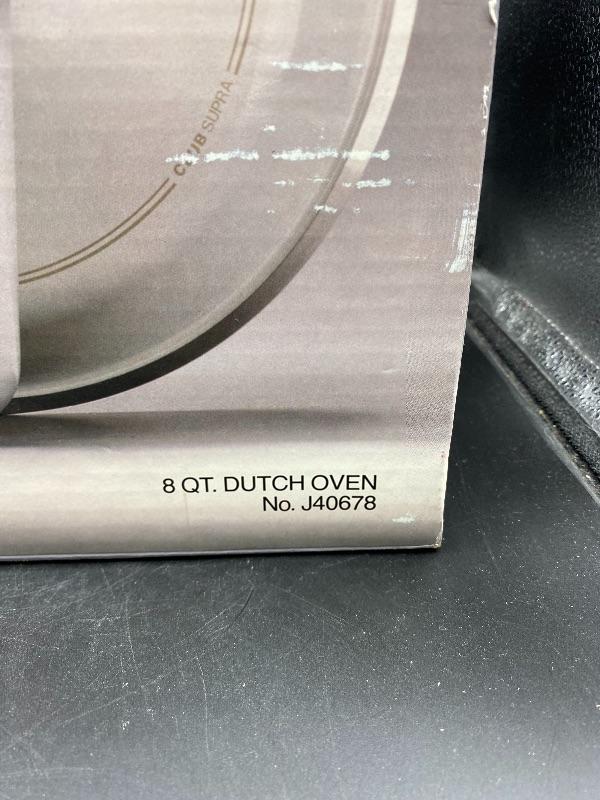 CLUB SUPRA
8 QT. DUTCH OVEN
No. J40678